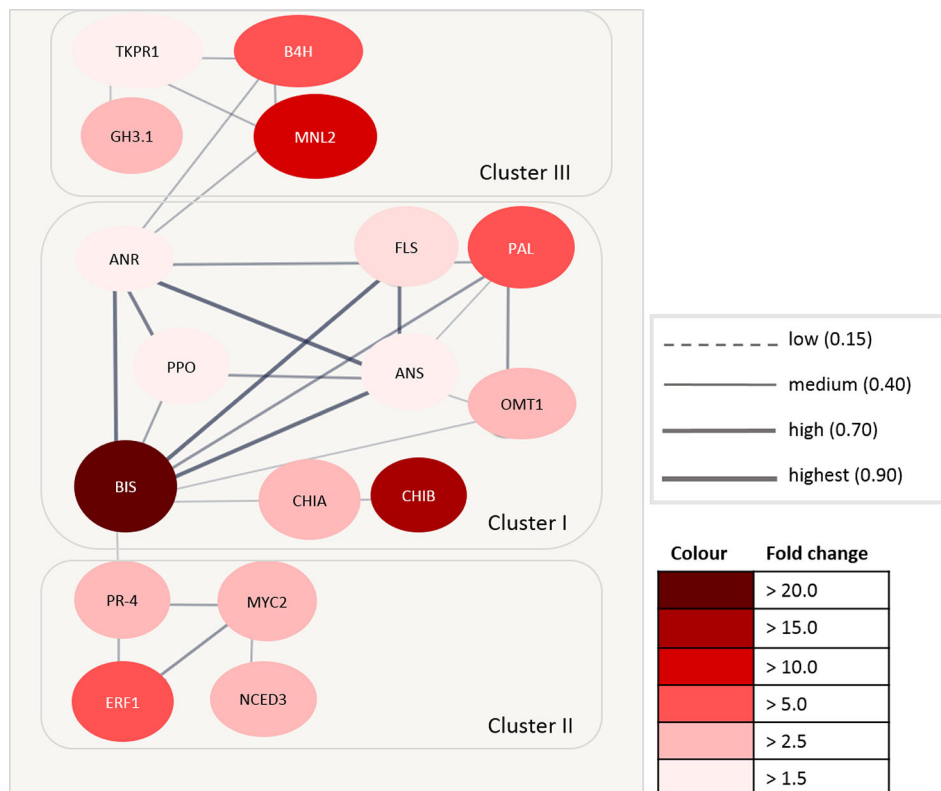 TKPR1
B4H
GH3.1
MNL2
Cluster III
ANR
FLS
PAL
PPO
ANS
OMT1
BIS
CHIA
CHIB
Cluster I
PR-4
MYC2
ERF1
NCED3
Cluster II
low (0.15)
medium (0.40)
high (0.70)
highest (0.90)
Colour Fold change
> 20.0
> 15.0
> 10.0
> 5.0
> 2.5
> 1.5